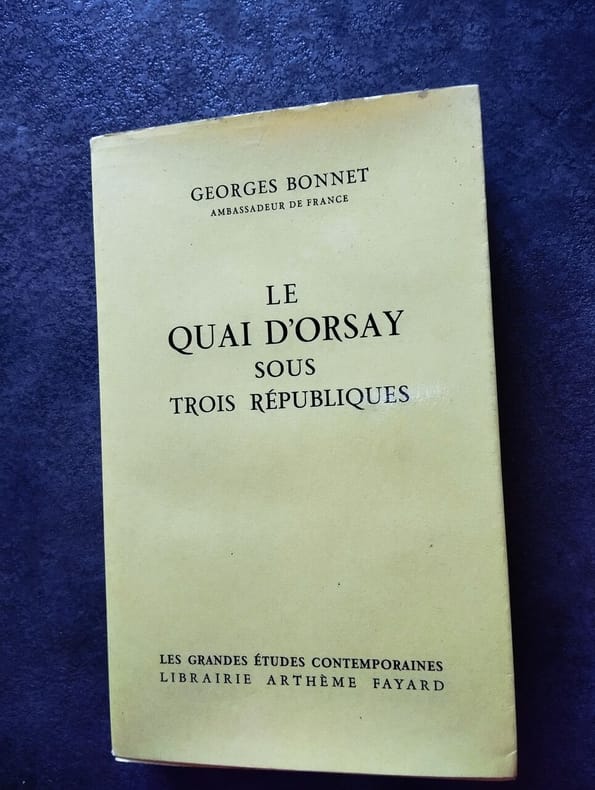 GEORGES BONNET
AMBASSADEUR DE FRANCE
LE
QUAI D'ORSAY
SOUS
TROIS RÉPUBLIQUES
LES GRANDES ÉTUDES CONTEMPORAINES
LIBRAIRIE ARTHÈME FAYARD